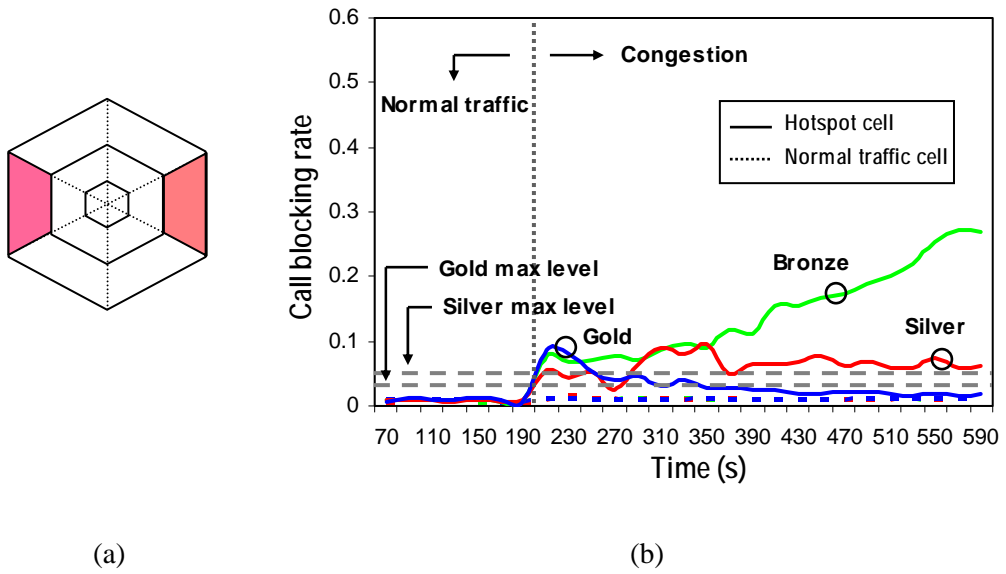 0.6
0.5
0.4
0.3
0.2
0.1
0
Call blocking rate
Congestion
Normal traffic
Hotspot cell
Normal traffic cell
Gold max level
Silver max level
Bronze
Gold
Silver
70 110 150 190 230 270 310 350 390 430 470 510 550 590
Time (s)
(a) (b)